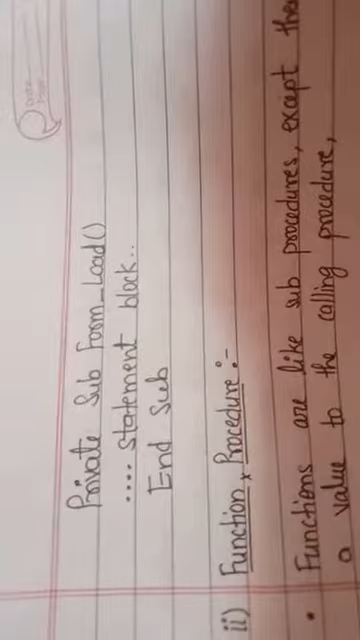 Date
Private Sub Form_Load()
.... statement block..
End Sub
ii) Function Procedure:-
• Functions are like sub procedures, except the
a value to the calling procedure,